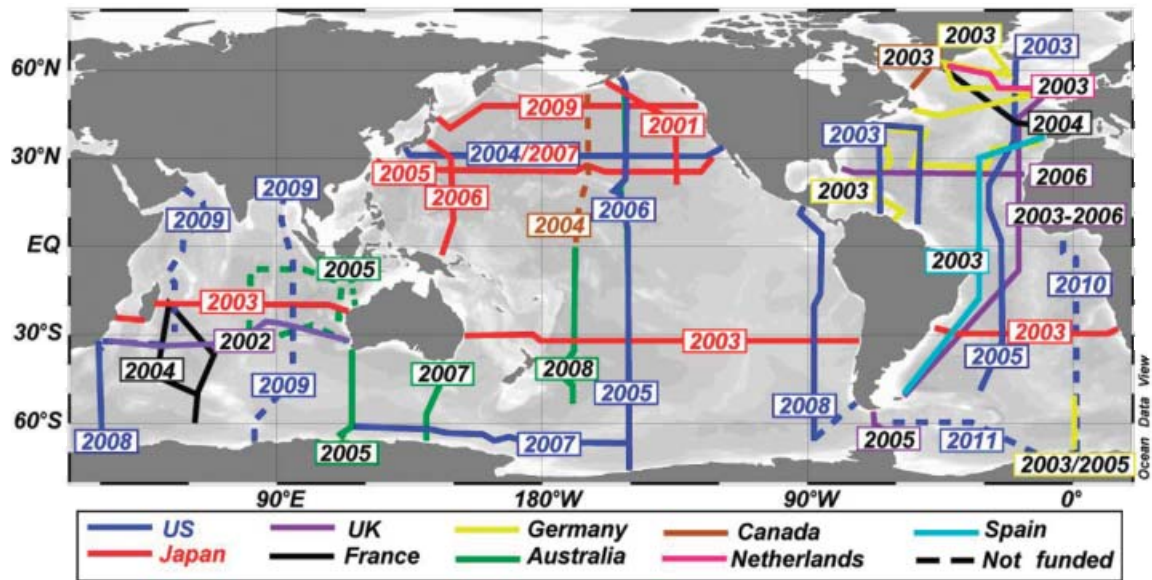 2003
2003
2003
60°N
2003
2009
2001
2003
2004
30°N
2004/2007
2005
2006
2006
2003
2006
2009
2009
2004
2003-2006
EQ
2005
2003
2010
2003
2003
2003
30°S
2002
2004
2009
2007
2008
2005
2005
2008
60°S
2008
2005
2007
2005
2011
2003/2005
Ocean Data View
90°E
180°W
90°W
0°
US
UK
Germany
Canada
Spain
Japan
France
Australia
Netherlands
Not funded